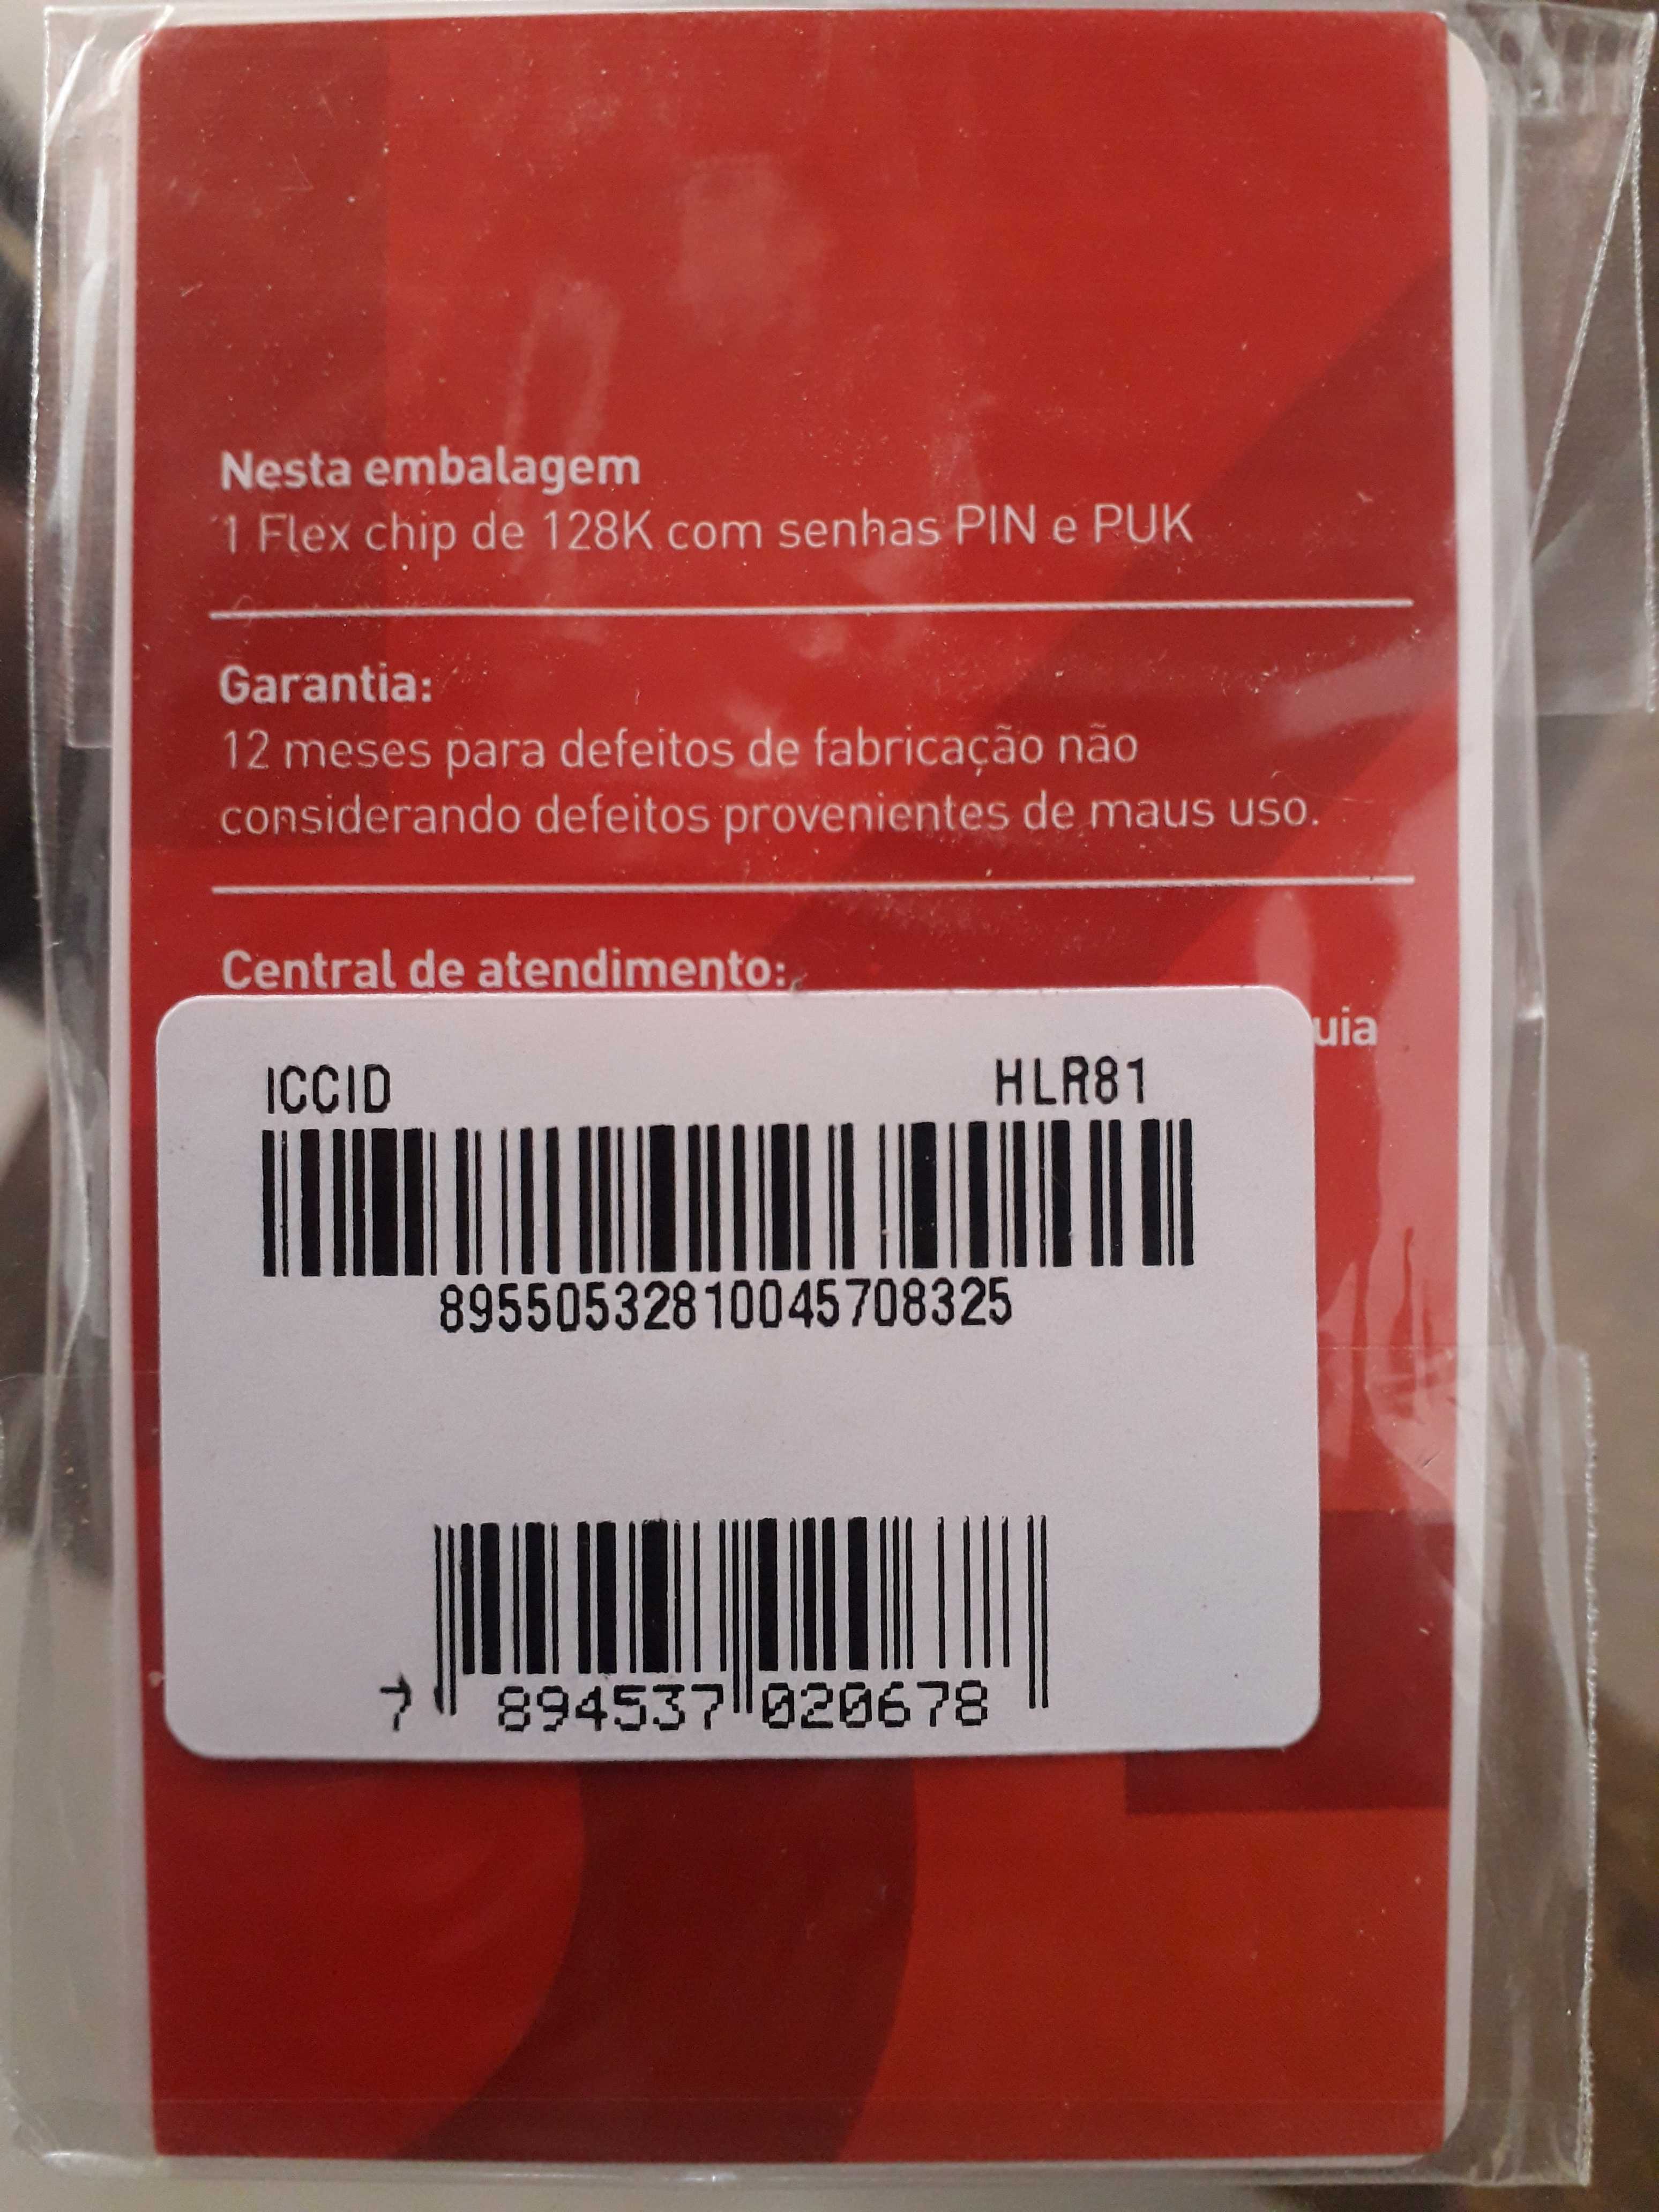 Nesta embalagem
1 Flex chip de 128K com senhas PIN e PUK
Garantia:
12 meses para defeitos de fabricação não
considerando defeitos provenientes de maus uso.
Central de atendimento:
uia
ICCID HLR81
89550532810045708325
7 894537 020678